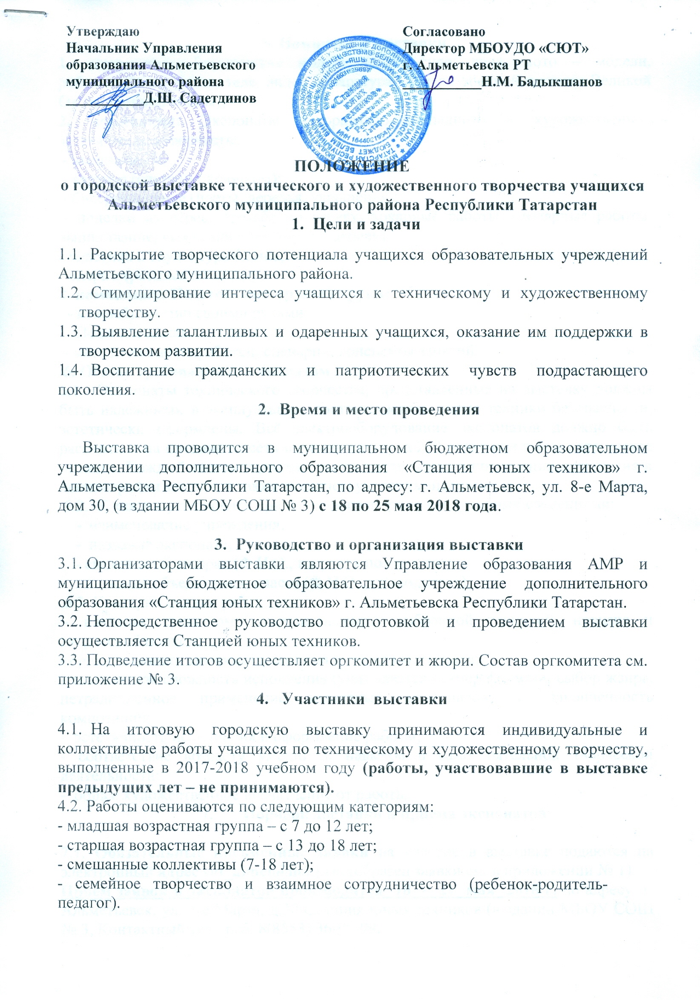 Утверждаю
Начальник Управления
образования Альметьевского
муниципального района
___________Д.Ш. Садетдинов
Согласовано
Директор МБОУДО «СЮТ»
г. Альметьевска РТ
___________Н.М. Бадыкшанов
«Станция
юных
техников»
г.Альметьевска
Республики
Татарстан
ПОЛОЖЕНИЕ
о городской выставке технического и художественного творчества учащихся
Альметьевского муниципального района Республики Татарстан
1. Цели и задачи
1.1. Раскрытие творческого потенциала учащихся образовательных учреждений
Альметьевского муниципального района.
1.2. Стимулирование интереса учащихся к техническому и художественному
творчеству.
1.3. Выявление талантливых и одаренных учащихся, оказание им поддержки в
творческом развитии.
1.4. Воспитание гражданских и патриотических чувств подрастающего
поколения.
2. Время и место проведения
Выставка проводится в муниципальном бюджетном образовательном
учреждении дополнительного образования «Станция юных техников» г.
Альметьевска Республики Татарстан, по адресу: г. Альметьевск, ул. 8-е Марта,
дом 30, (в здании МБОУ СОШ № 3) с 18 по 25 мая 2018 года.
3. Руководство и организация выставки
3.1. Организаторами выставки являются Управление образования АМР и
муниципальное бюджетное образовательное учреждение дополнительного
образования «Станция юных техников» г. Альметьевска Республики Татарстан.
3.2. Непосредственное руководство подготовкой и проведением выставки
осуществляется Станцией юных техников.
3.3. Подведение итогов осуществляет оргкомитет и жюри. Состав оргкомитета см.
приложение № 3.
4. Участники выставки
4.1. На итоговую городскую выставку принимаются индивидуальные и
коллективные работы учащихся по техническому и художественному творчеству,
выполненные в 2017-2018 учебном году (работы, участвовавшие в выставке
предыдущих лет – не принимаются).
4.2. Работы оцениваются по следующим категориям:
- младшая возрастная группа – с 7 до 12 лет;
- старшая возрастная группа – с 13 до 18 лет;
- смешанные коллективы (7-18 лет);
- семейное творчество и взаимное сотрудничество (ребенок-родитель-
педагог).